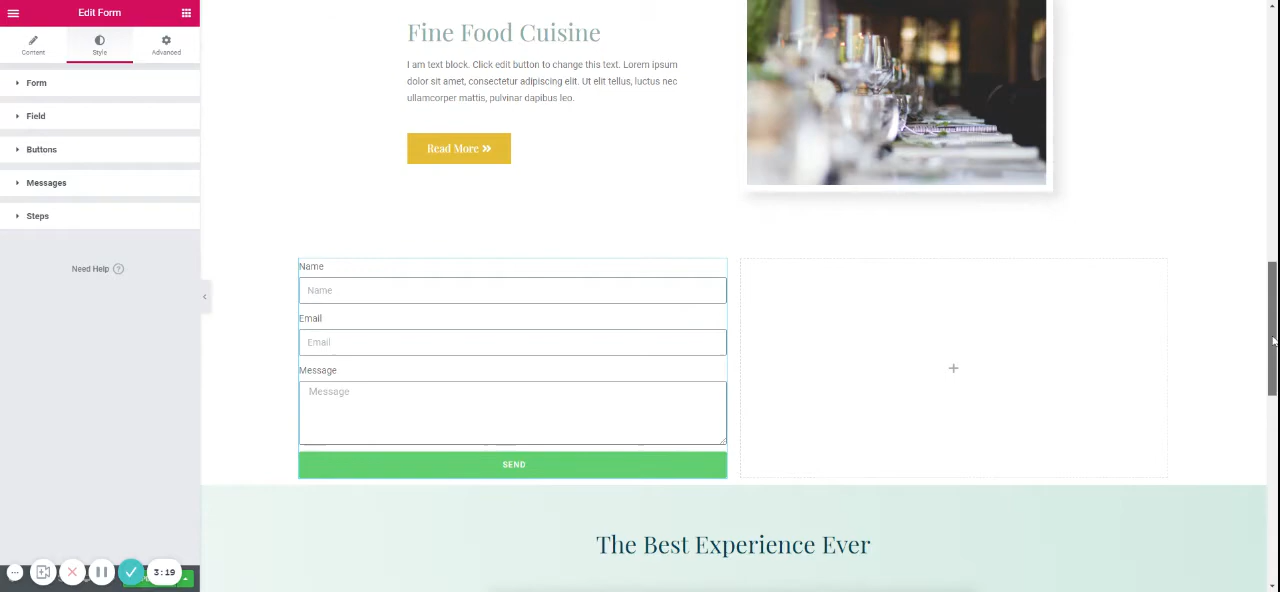 Edit Form
Content
Style
Advanced
Form
Field
Buttons
Messages
Steps
Need Help ?
Fine Food Cuisine
I am text block. Click edit button to change this text. Lorem ipsum
dolor sit amet, consectetur adipiscing elit. Ut elit tellus, luctus nec
ullamcorper mattis, pulvinar dapibus leo.
Read More »
Name
Name
Email
Email
Message
Message
SEND
The Best Experience Ever
3:19